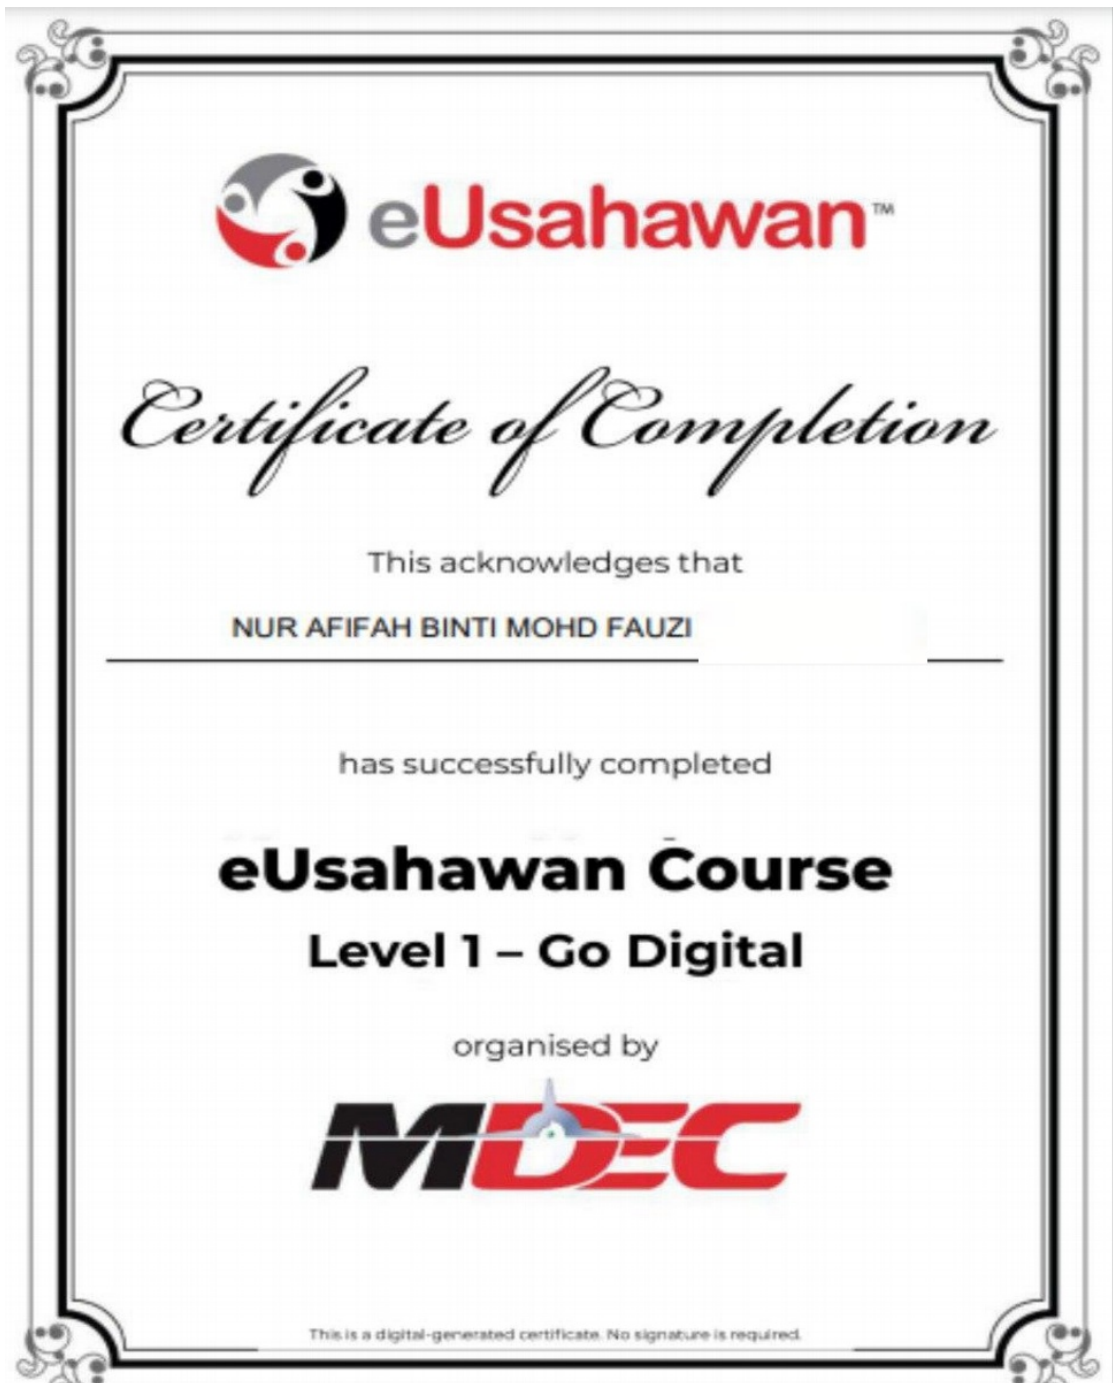 eUsahawan™
Certificate of Completion
This acknowledges that
NUR AFIFAH BINTI MOHD FAUZI
has successfully completed
eUsahawan Course
Level 1 – Go Digital
organised by
MDEC
This is a digital-generated certificate. No signature is required.